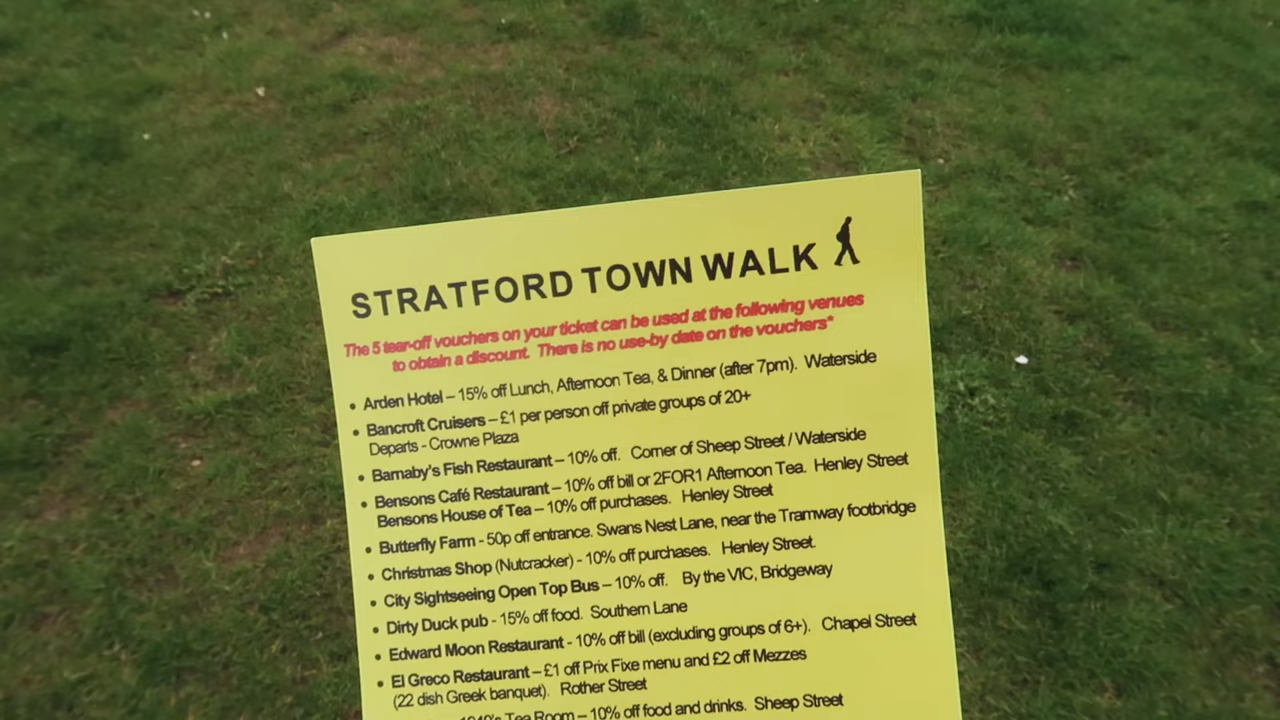 STRATFORD TOWN WALK
The 5 tear-off vouchers on your ticket can be used at the following venues
to obtain a discount. There is no use-by date on the vouchers*
• Arden Hotel – 15% off Lunch, Afternoon Tea, & Dinner (after 7pm). Waterside
• Bancroft Cruisers – £1 per person off private groups of 20+
Departs - Crowne Plaza
• Barnaby's Fish Restaurant – 10% off. Corner of Sheep Street / Waterside
• Bensons Café Restaurant – 10% off bill or 2FOR1 Afternoon Tea. Henley Street
Bensons House of Tea – 10% off purchases. Henley Street
• Butterfly Farm - 50p off entrance. Swans Nest Lane, near the Tramway footbridge
• Christmas Shop (Nutcracker) - 10% off purchases. Henley Street.
• City Sightseeing Open Top Bus – 10% off. By the VIC, Bridgeway
• Dirty Duck pub - 15% off food. Southern Lane
• Edward Moon Restaurant - 10% off bill (excluding groups of 6+). Chapel Street
• El Greco Restaurant – £1 off Prix Fixe menu and £2 off Mezzes
(22 dish Greek banquet). Rother Street
1940's Tea Room – 10% off food and drinks. Sheep Street